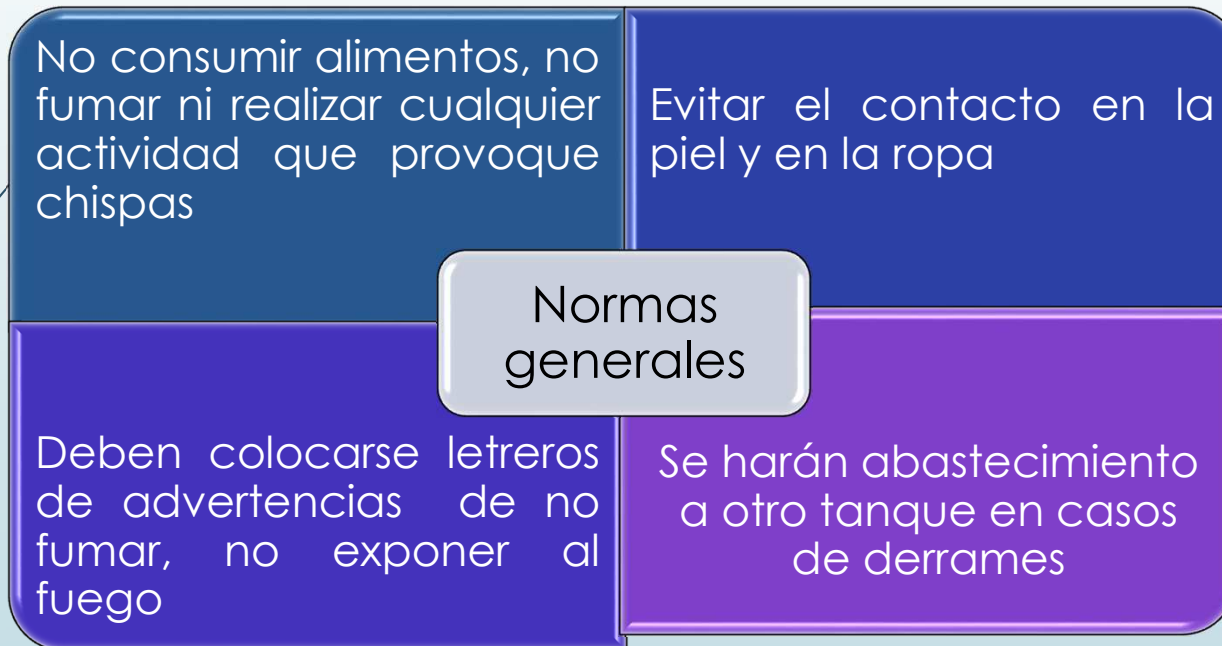 No consumir alimentos, no
fumar ni realizar cualquier
actividad que provoque
chispas
Evitar el contacto en la
piel y en la ropa
Normas
generales
Deben colocarse letreros
de advertencias de no
fumar, no exponer al
fuego
Se harán abastecimiento
a otro tanque en casos
de derrames